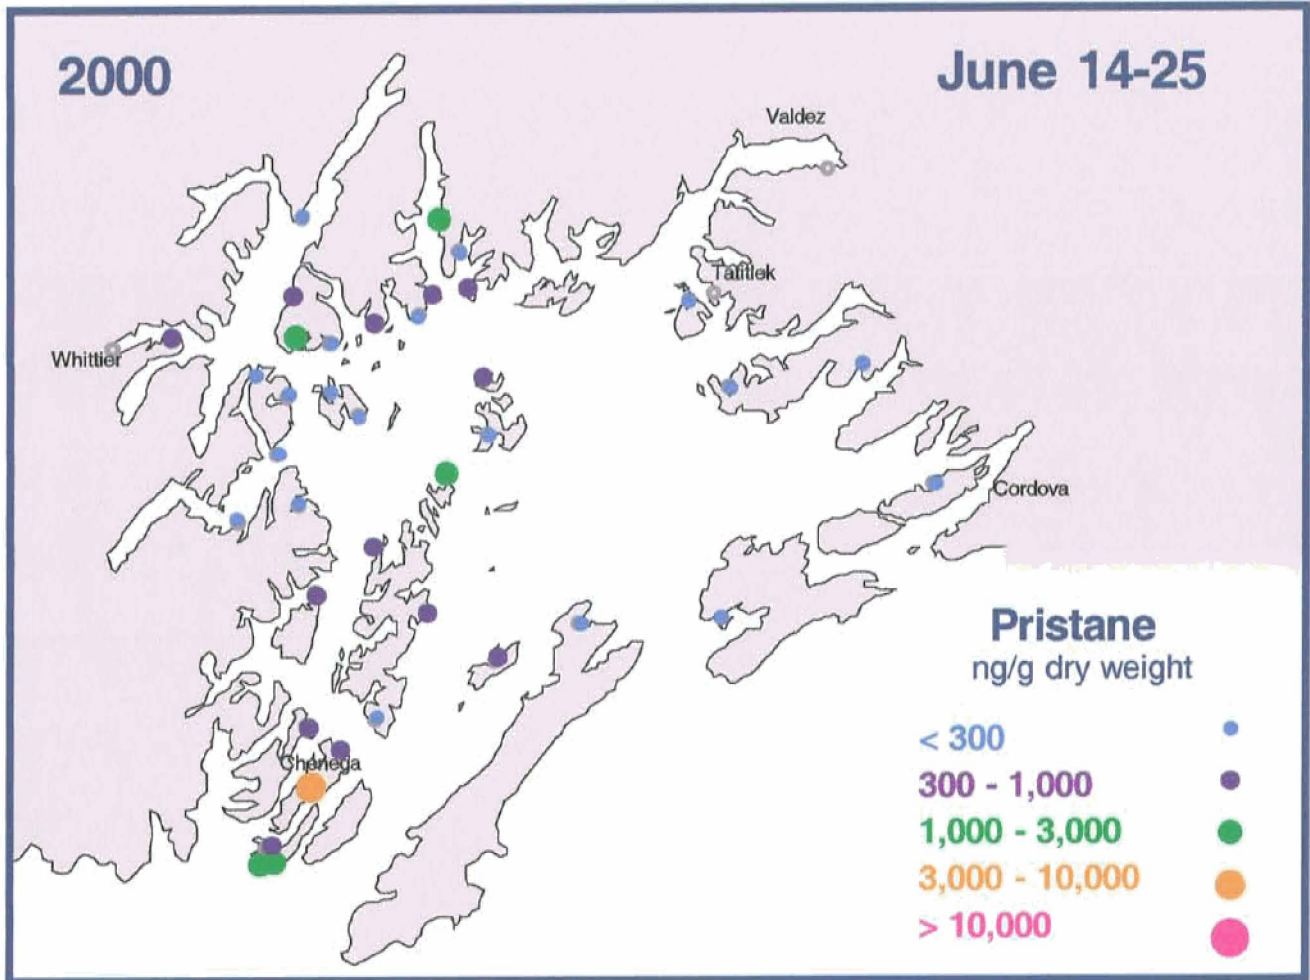 2000
June 14-25
Valdez
Tatitlek
Whittier
Cordova
Chenega
Pristane
ng/g dry weight
< 300
300 - 1,000
1,000 - 3,000
3,000 - 10,000
> 10,000